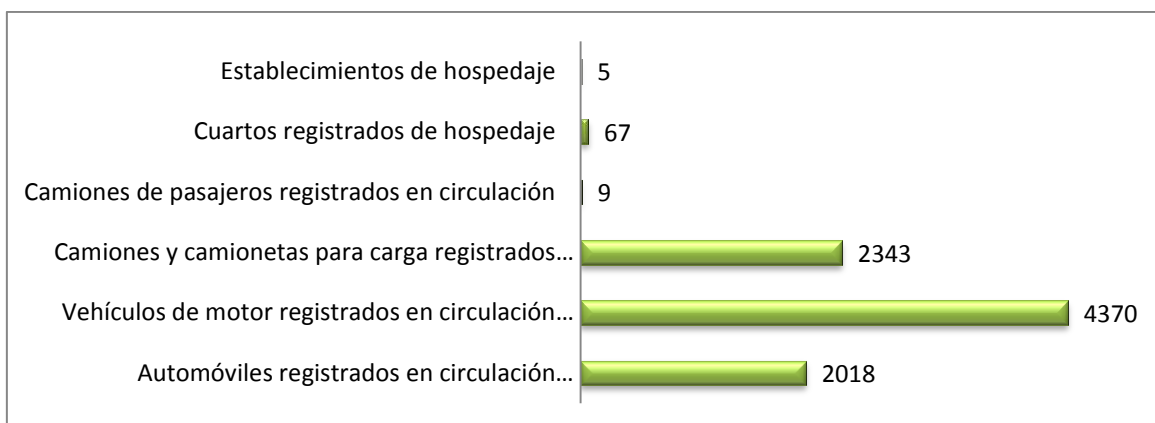 Establecimientos de hospedaje 5
Cuartos registrados de hospedaje 67
Camiones de pasajeros registrados en circulación 9
Camiones y camionetas para carga registrados... 2343
Vehículos de motor registrados en circulación... 4370
Automóviles registrados en circulación... 2018